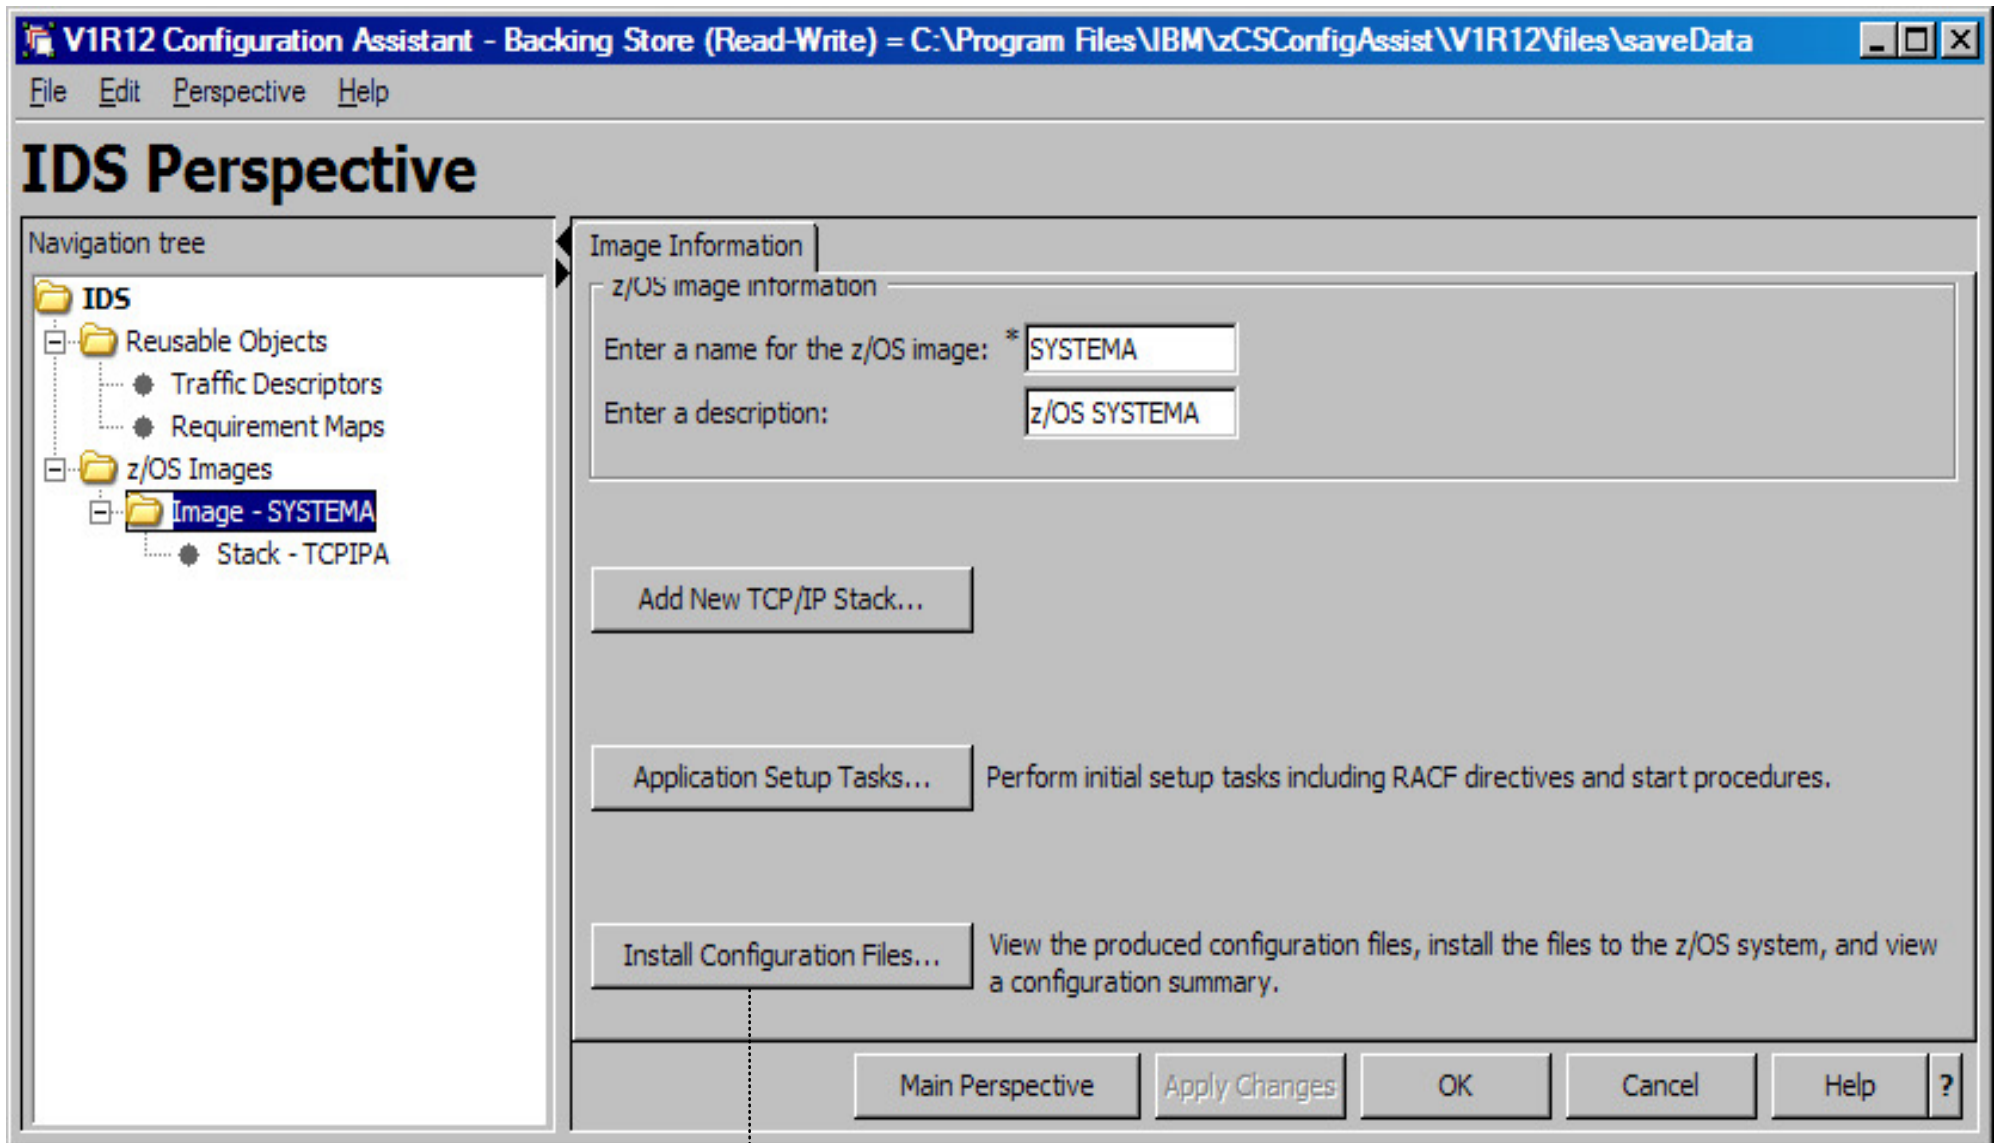 V1R12 Configuration Assistant - Backing Store (Read-Write) = C:\Program Files\IBM\zCSConfigAssist\V1R12\files\saveData
File Edit Perspective Help
IDS Perspective
Navigation tree
IDS
Reusable Objects
Traffic Descriptors
Requirement Maps
z/OS Images
Image - SYSTEMA
Stack - TCPIPA
Image Information
z/OS image information
Enter a name for the z/OS image: * SYSTEMA
Enter a description: z/OS SYSTEMA
Add New TCP/IP Stack...
Application Setup Tasks... Perform initial setup tasks including RACF directives and start procedures.
Install Configuration Files... View the produced configuration files, install the files to the z/OS system, and view
a configuration summary.
Main Perspective Apply Changes OK Cancel Help ?